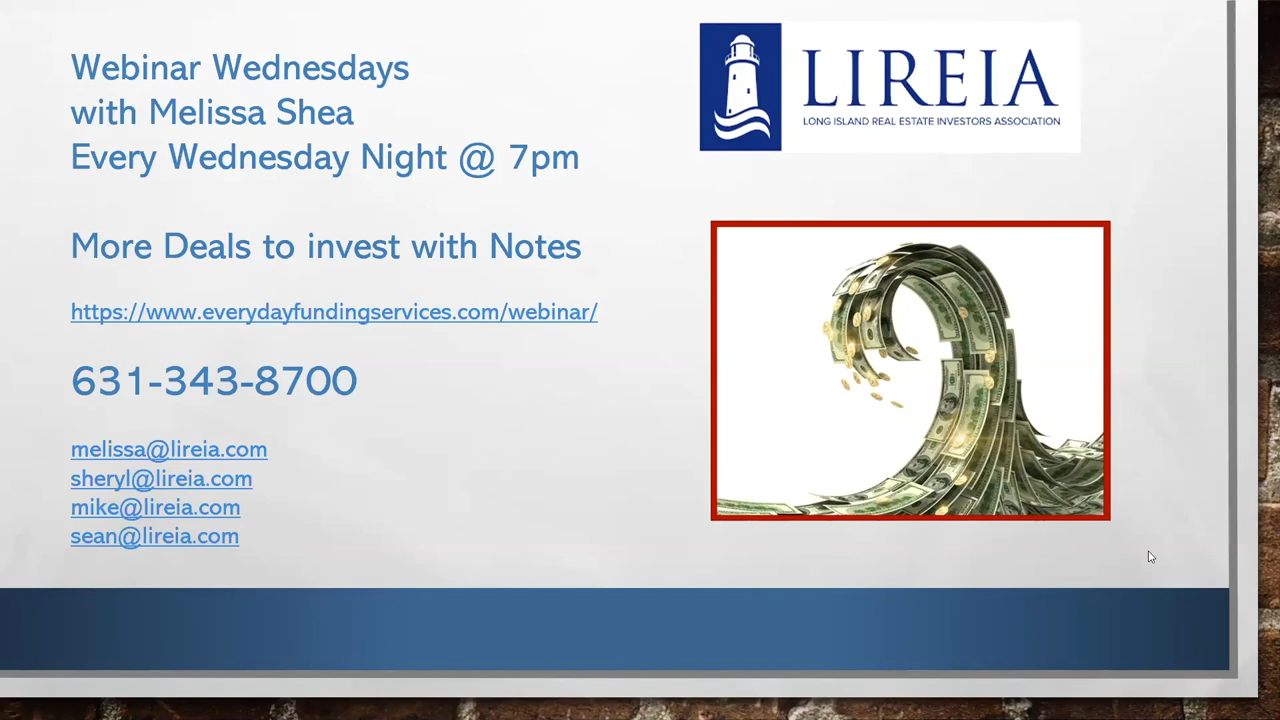 Webinar Wednesdays
with Melissa Shea
Every Wednesday Night @ 7pm
More Deals to invest with Notes
https://www.everydayfundingservices.com/webinar/
631-343-8700
melissa@lireia.com
sheryl@lireia.com
mike@lireia.com
sean@lireia.com
LIREIA
LONG ISLAND REAL ESTATE INVESTORS ASSOCIATION